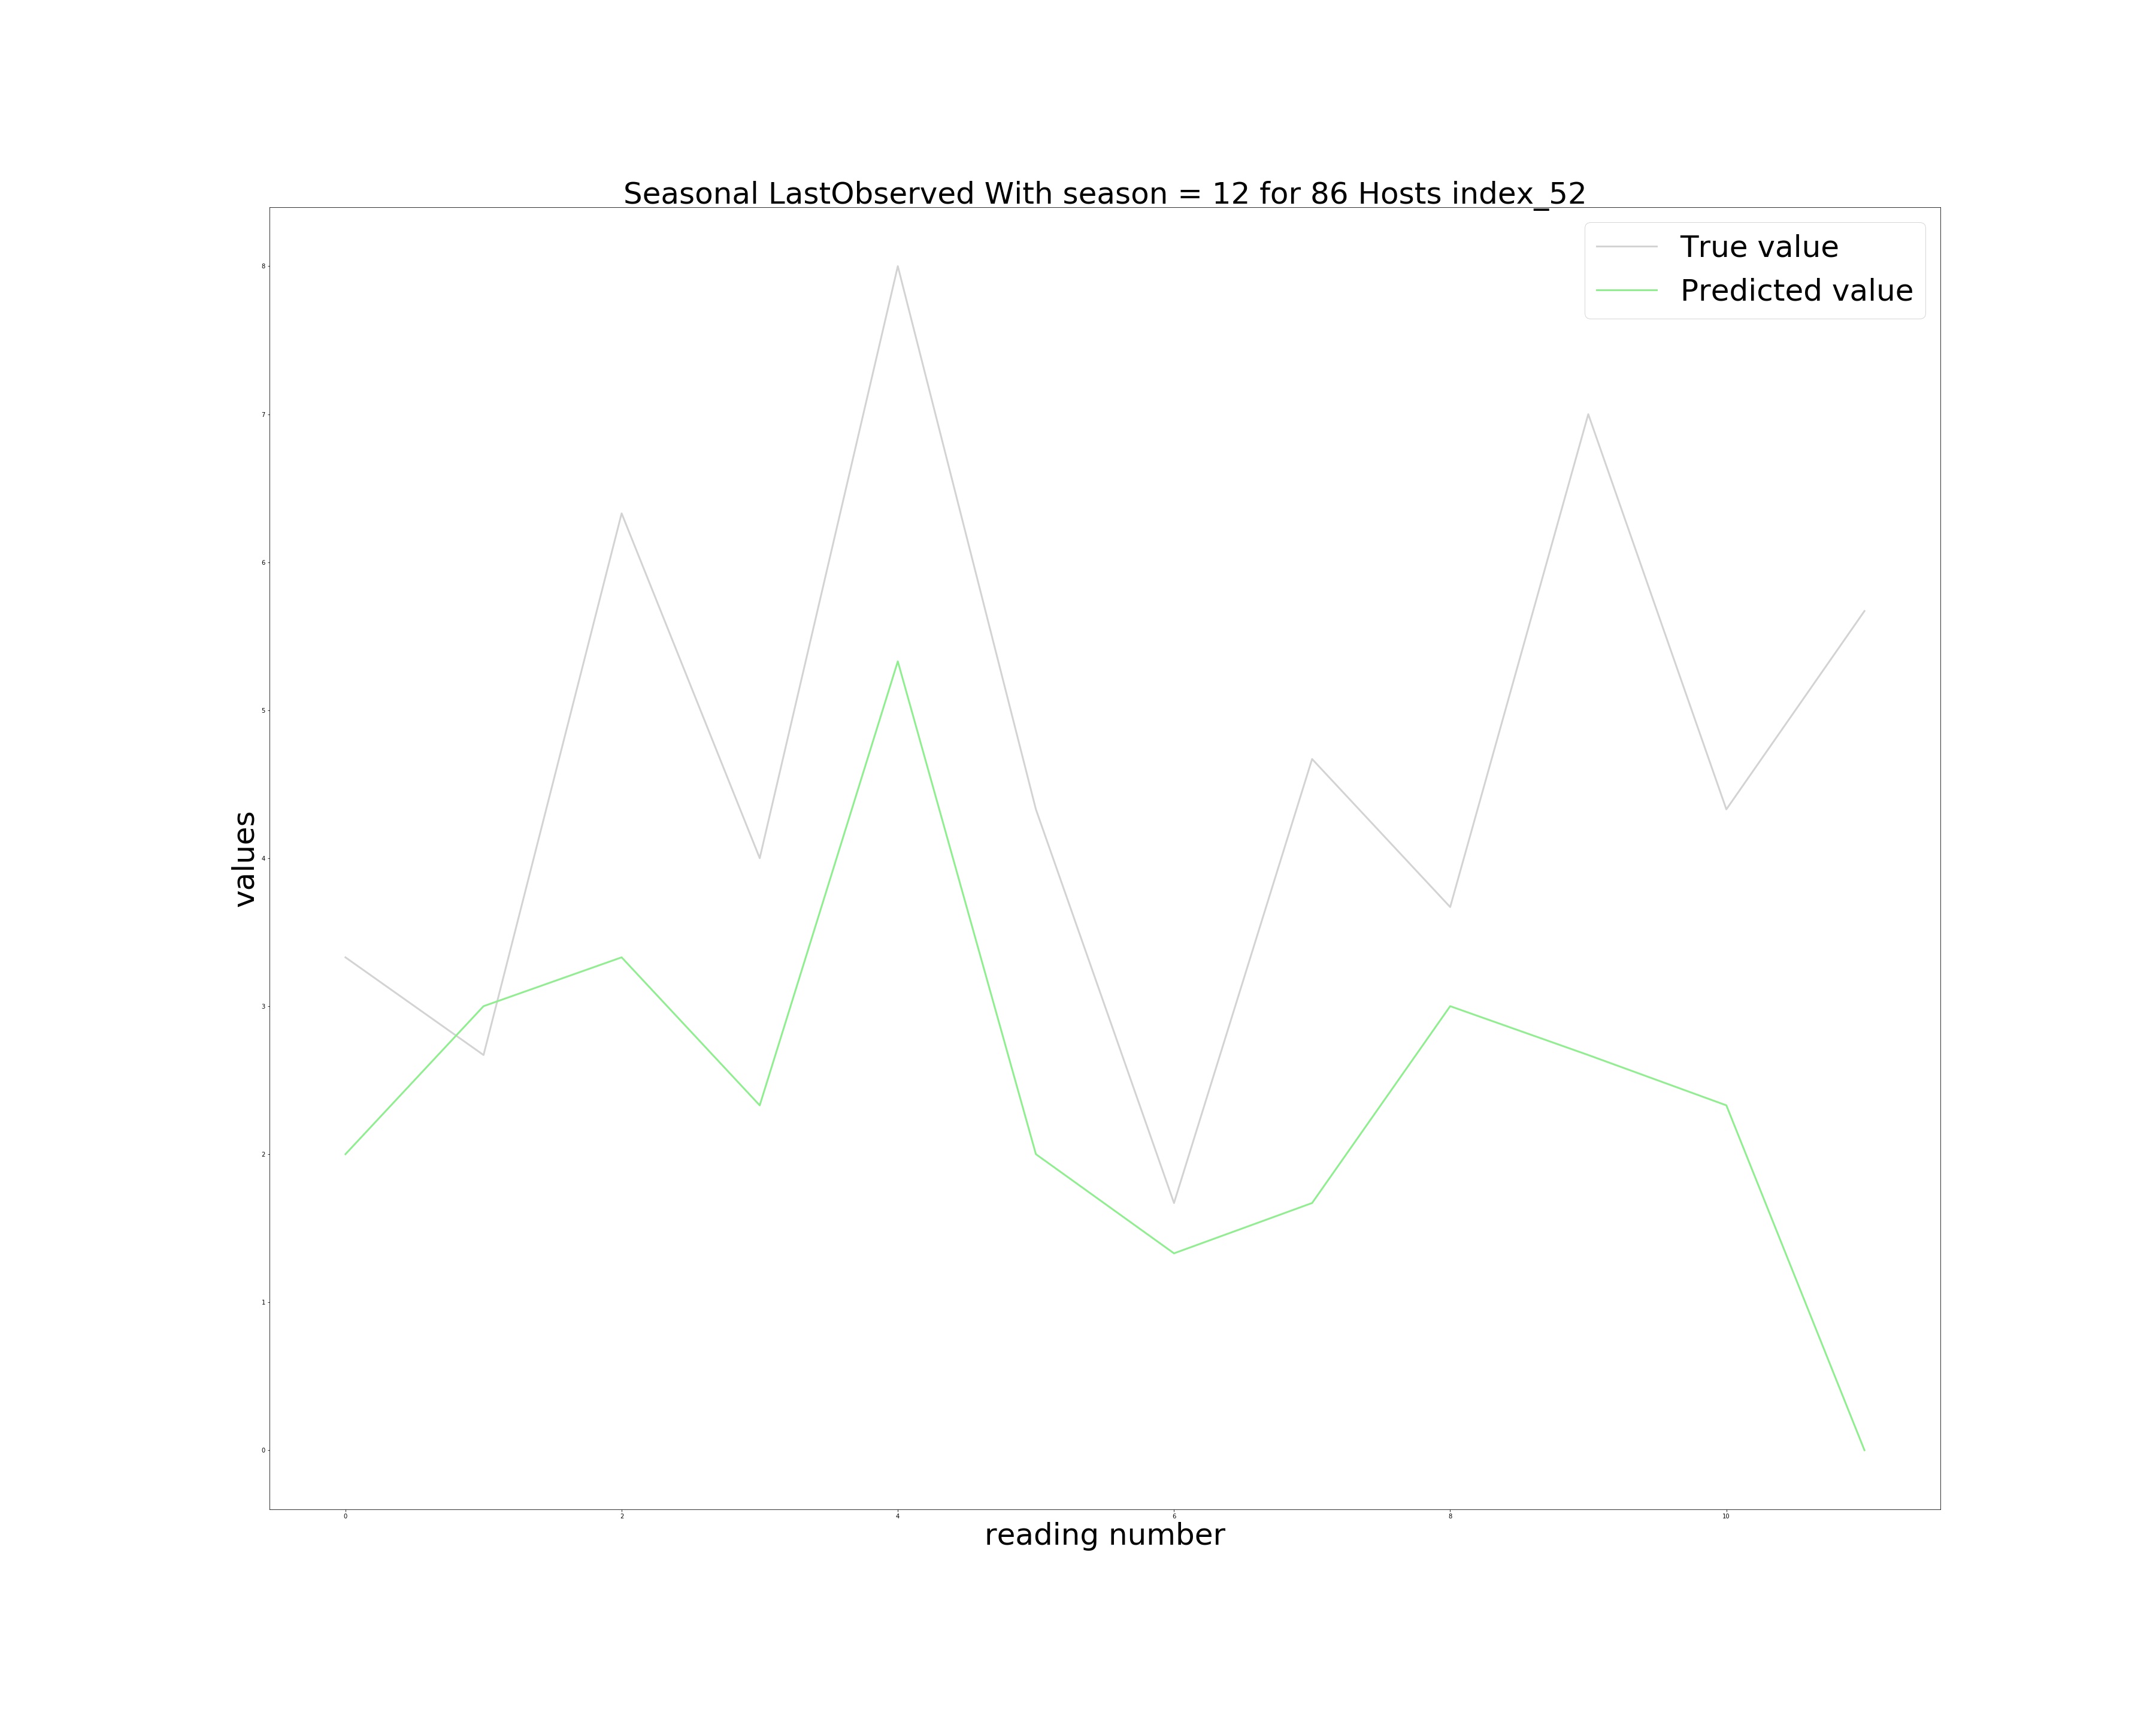 Seasonal LastObserved With season = 12 for 86 Hosts index_52
True value
Predicted value
8
7
6
5
4
3
2
1
0
values
0 2 4 6 8 10
reading number